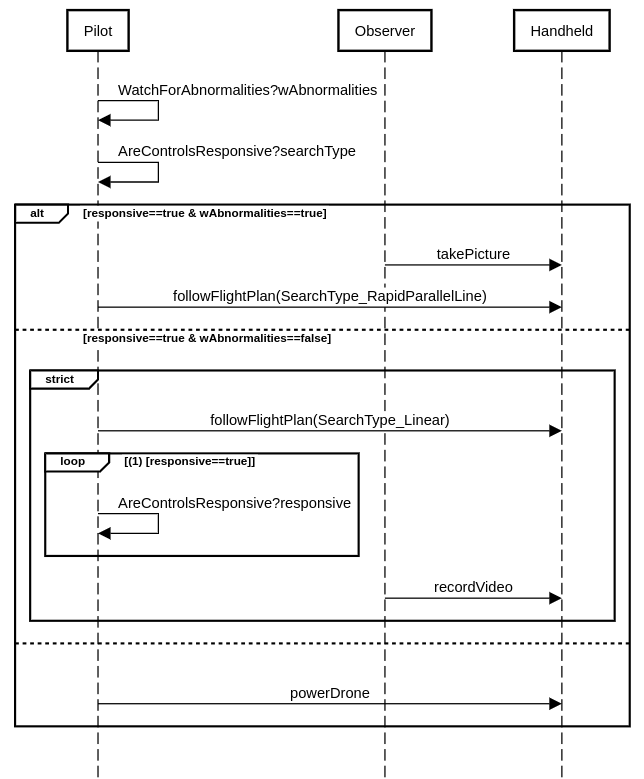 Pilot
Observer
Handheld
WatchForAbnormalities?wAbnormalities
AreControlsResponsive?searchType
alt
[responsive==true & wAbnormalities==true]
takePicture
followFlightPlan(SearchType_RapidParallelLine)
[responsive==true & wAbnormalities==false]
strict
followFlightPlan(SearchType_Linear)
loop
[(1) [responsive==true]]
AreControlsResponsive?responsive
recordVideo
powerDrone